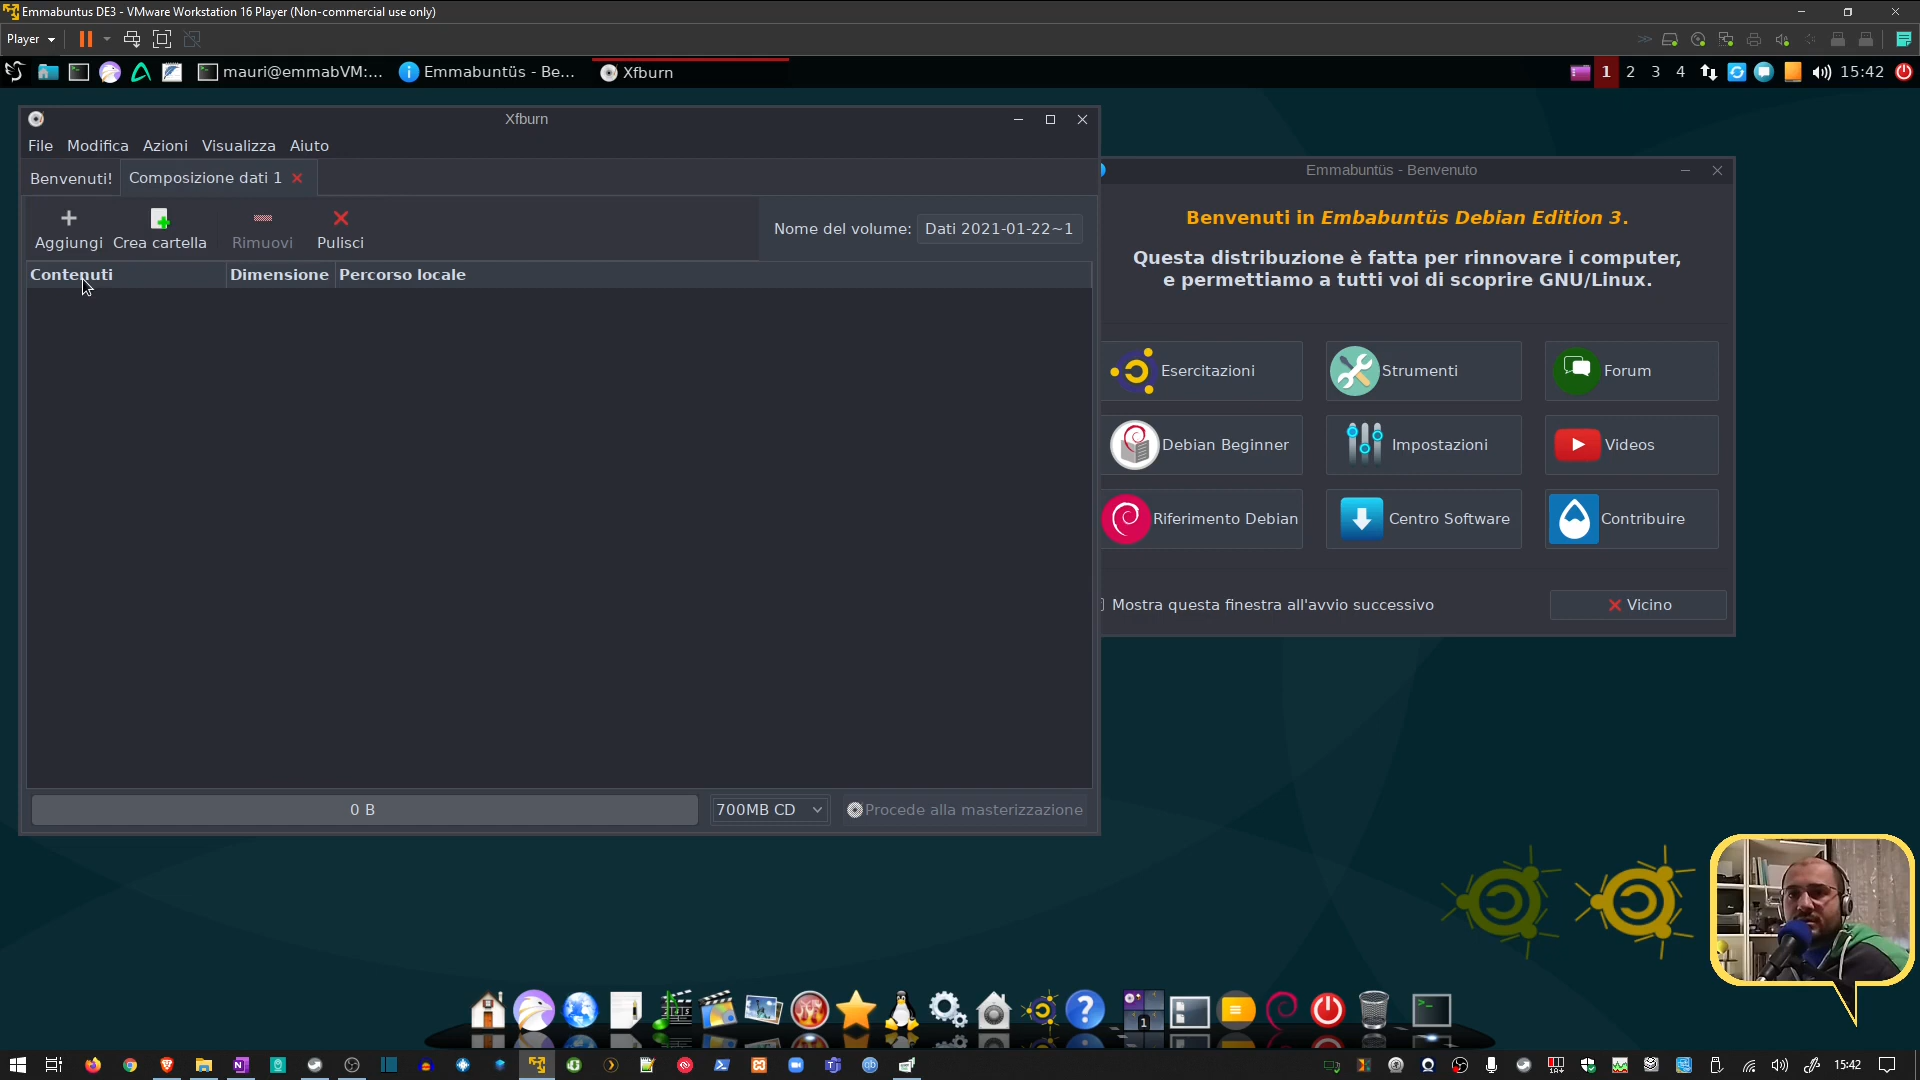 Emmabuntus DE3 - VMware Workstation 16 Player (Non-commercial use only)
Player
mauri@emmabVM:... Emmabuntüs - Be... Xfburn 1 2 3 4 15:42
Xfburn
File Modifica Azioni Visualizza Aiuto
Benvenuti! Composizione dati 1
Aggiungi Crea cartella Rimuovi Pulisci
Nome del volume: Dati 2021-01-22~1
Contenuti Dimensione Percorso locale
0 B 700MB CD Procede alla masterizzazione
Emmabuntüs - Benvenuto
Benvenuti in Embabuntüs Debian Edition 3.
Questa distribuzione è fatta per rinnovare i computer,
e permettiamo a tutti voi di scoprire GNU/Linux.
Esercitazioni Strumenti Forum
Debian Beginner Impostazioni Videos
Riferimento Debian Centro Software Contribuire
Mostra questa finestra all'avvio successivo Vicino
1
15:42